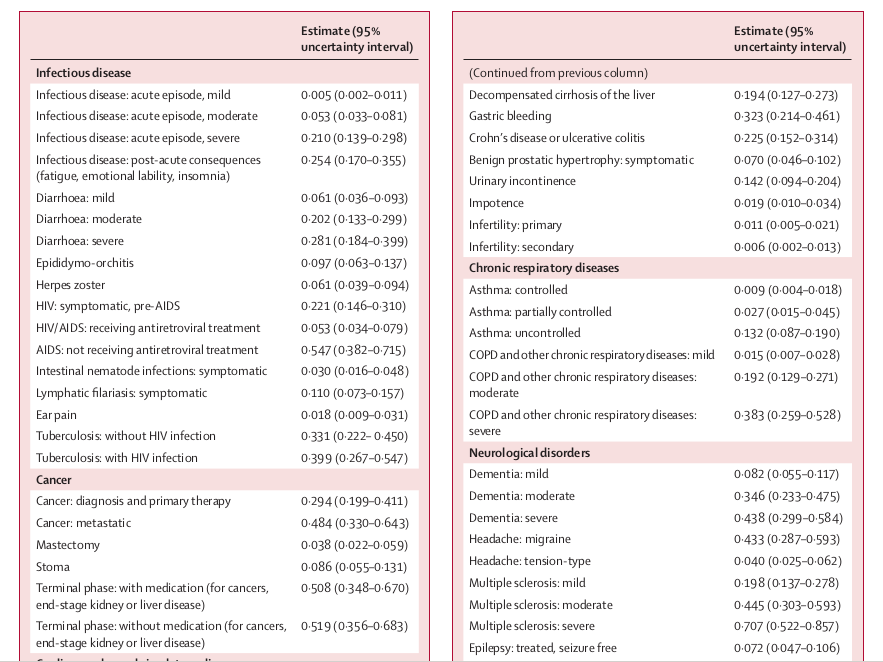 Estimate (95%
uncertainty interval)
Infectious disease
Infectious disease: acute episode, mild 0·005 (0·002–0·011)
Infectious disease: acute episode, moderate 0·053 (0·033–0·081)
Infectious disease: acute episode, severe 0·210 (0·139–0·298)
Infectious disease: post-acute consequences 0·254 (0·170–0·355)
(fatigue, emotional lability, insomnia)
Diarrhoea: mild 0·061 (0·036–0·093)
Diarrhoea: moderate 0·202 (0·133–0·299)
Diarrhoea: severe 0·281 (0·184–0·399)
Epididymo-orchitis 0·097 (0·063–0·137)
Herpes zoster 0·061 (0·039–0·094)
HIV: symptomatic, pre-AIDS 0·221 (0·146–0·310)
HIV/AIDS: receiving antiretroviral treatment 0·053 (0·034–0·079)
AIDS: not receiving antiretroviral treatment 0·547 (0·382–0·715)
Intestinal nematode infections: symptomatic 0·030 (0·016–0·048)
Lymphatic filariasis: symptomatic 0·110 (0·073–0·157)
Ear pain 0·018 (0·009–0·031)
Tuberculosis: without HIV infection 0·331 (0·222– 0·450)
Tuberculosis: with HIV infection 0·399 (0·267–0·547)
Cancer
Cancer: diagnosis and primary therapy 0·294 (0·199–0·411)
Cancer: metastatic 0·484 (0·330–0·643)
Mastectomy 0·038 (0·022–0·059)
Stoma 0·086 (0·055–0·131)
Terminal phase: with medication (for cancers, 0·508 (0·348–0·670)
end-stage kidney or liver disease)
Terminal phase: without medication (for cancers, 0·519 (0·356–0·683)
end-stage kidney or liver disease)
Estimate (95%
uncertainty interval)
(Continued from previous column)
Decompensated cirrhosis of the liver 0·194 (0·127–0·273)
Gastric bleeding 0·323 (0·214–0·461)
Crohn's disease or ulcerative colitis 0·225 (0·152–0·314)
Benign prostatic hypertrophy: symptomatic 0·070 (0·046–0·102)
Urinary incontinence 0·142 (0·094–0·204)
Impotence 0·019 (0·010–0·034)
Infertility: primary 0·011 (0·005–0·021)
Infertility: secondary 0·006 (0·002–0·013)
Chronic respiratory diseases
Asthma: controlled 0·009 (0·004–0·018)
Asthma: partially controlled 0·027 (0·015–0·045)
Asthma: uncontrolled 0·132 (0·087–0·190)
COPD and other chronic respiratory diseases: mild 0·015 (0·007–0·028)
COPD and other chronic respiratory diseases: 0·192 (0·129–0·271)
moderate
COPD and other chronic respiratory diseases: 0·383 (0·259–0·528)
severe
Neurological disorders
Dementia: mild 0·082 (0·055–0·117)
Dementia: moderate 0·346 (0·233–0·475)
Dementia: severe 0·438 (0·299–0·584)
Headache: migraine 0·433 (0·287–0·593)
Headache: tension-type 0·040 (0·025–0·062)
Multiple sclerosis: mild 0·198 (0·137–0·278)
Multiple sclerosis: moderate 0·445 (0·303–0·593)
Multiple sclerosis: severe 0·707 (0·522–0·857)
Epilepsy: treated, seizure free 0·072 (0·047–0·106)